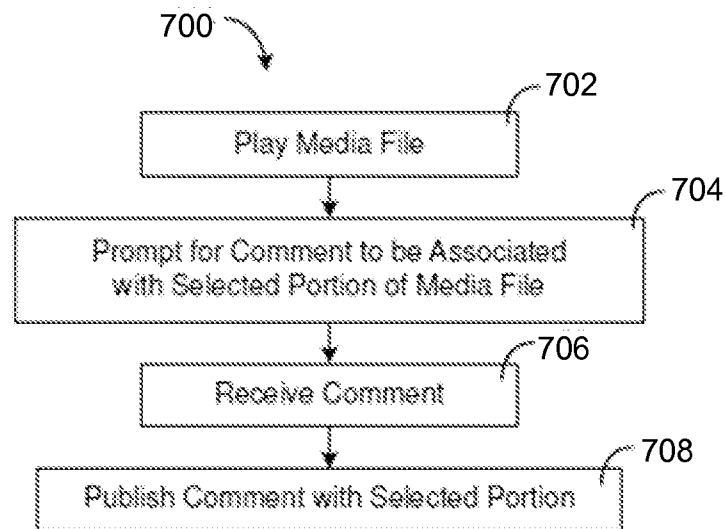 700
702
Play Media File
704
Prompt for Comment to be Associated
with Selected Portion of Media File
706
Receive Comment
708
Publish Comment with Selected Portion